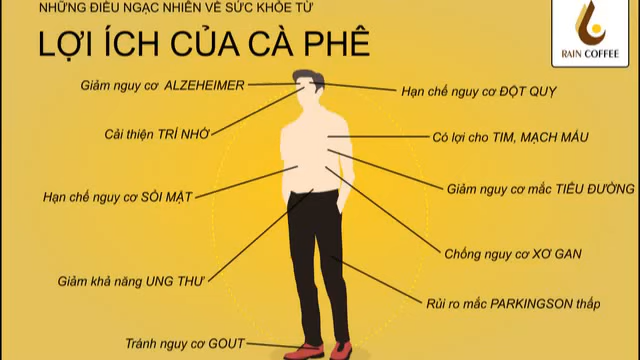 NHỮNG ĐIỀU NGẠC NHIÊN VỀ SỨC KHỎE TỪ
LỢI ÍCH CỦA CÀ PHÊ
RAIN COFFEE
Giảm nguy cơ ALZEHEIMER
Hạn chế nguy cơ ĐỘT QUỴ
Cải thiện TRÍ NHỚ
Có lợi cho TIM, MẠCH MÁU
Hạn chế nguy cơ SỎI MẬT
Giảm nguy cơ mắc TIỂU ĐƯỜNG
Chống nguy cơ XƠ GAN
Giảm khả năng UNG THƯ
Rủi ro mắc PARKINGSON thấp
Tránh nguy cơ GOUT